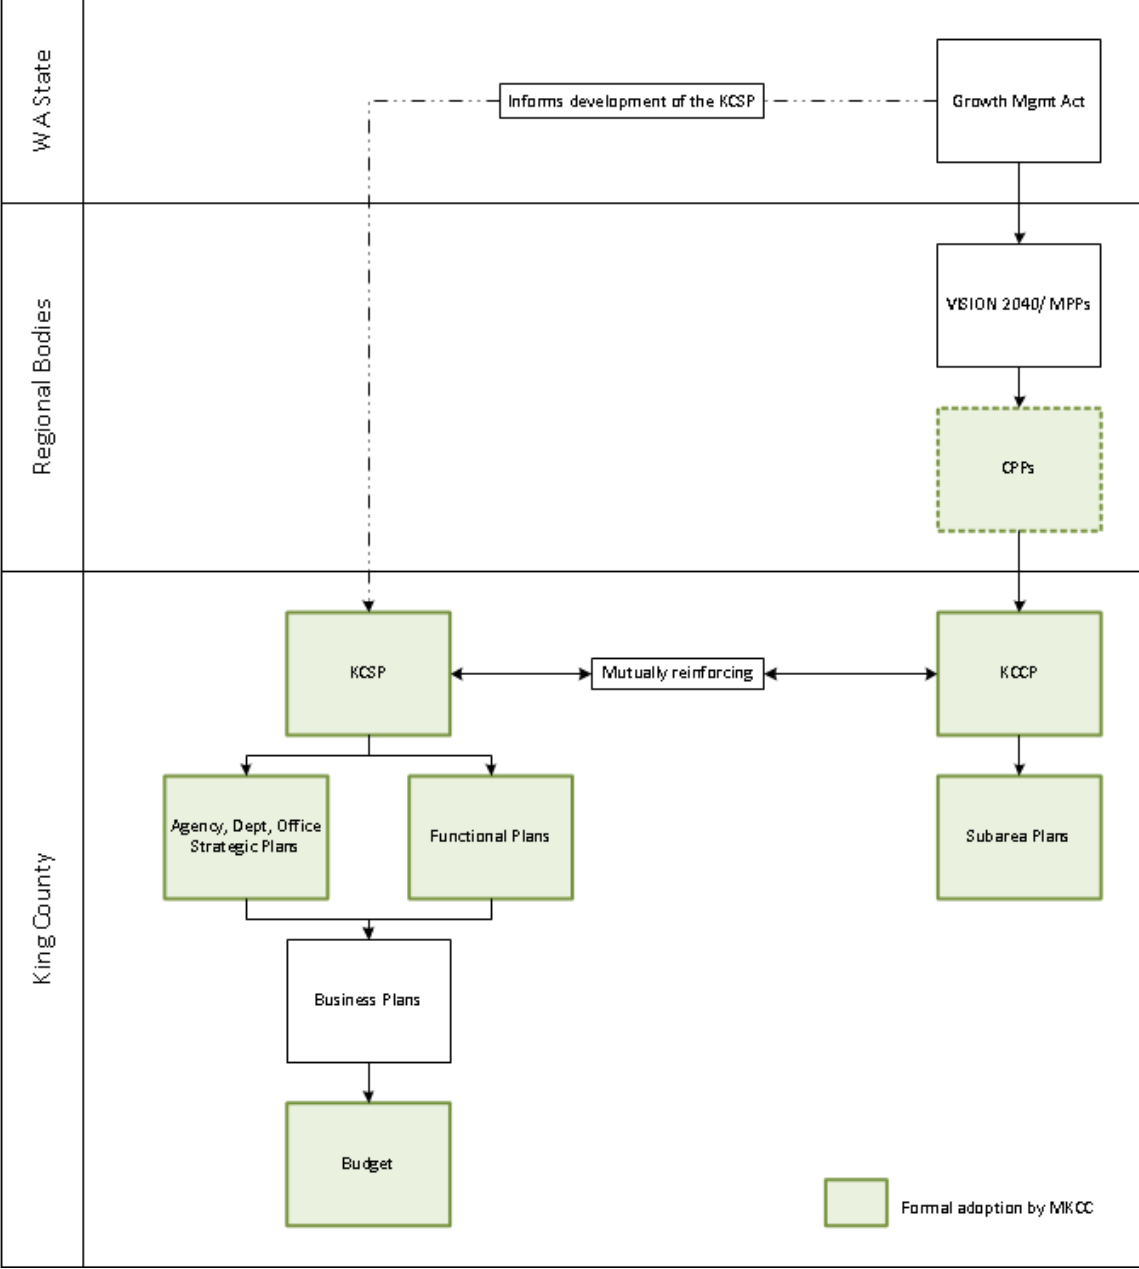 WA State
Informs development of the KCSP
Growth Mgmt Act
Regional Bodies
VISION 2040/ MPPs
CPPs
King County
KCSP
Mutually reinforcing
KCCP
Agency, Dept, Office
Strategic Plans
Functional Plans
Subarea Plans
Business Plans
Budget
Formal adoption by MKCC